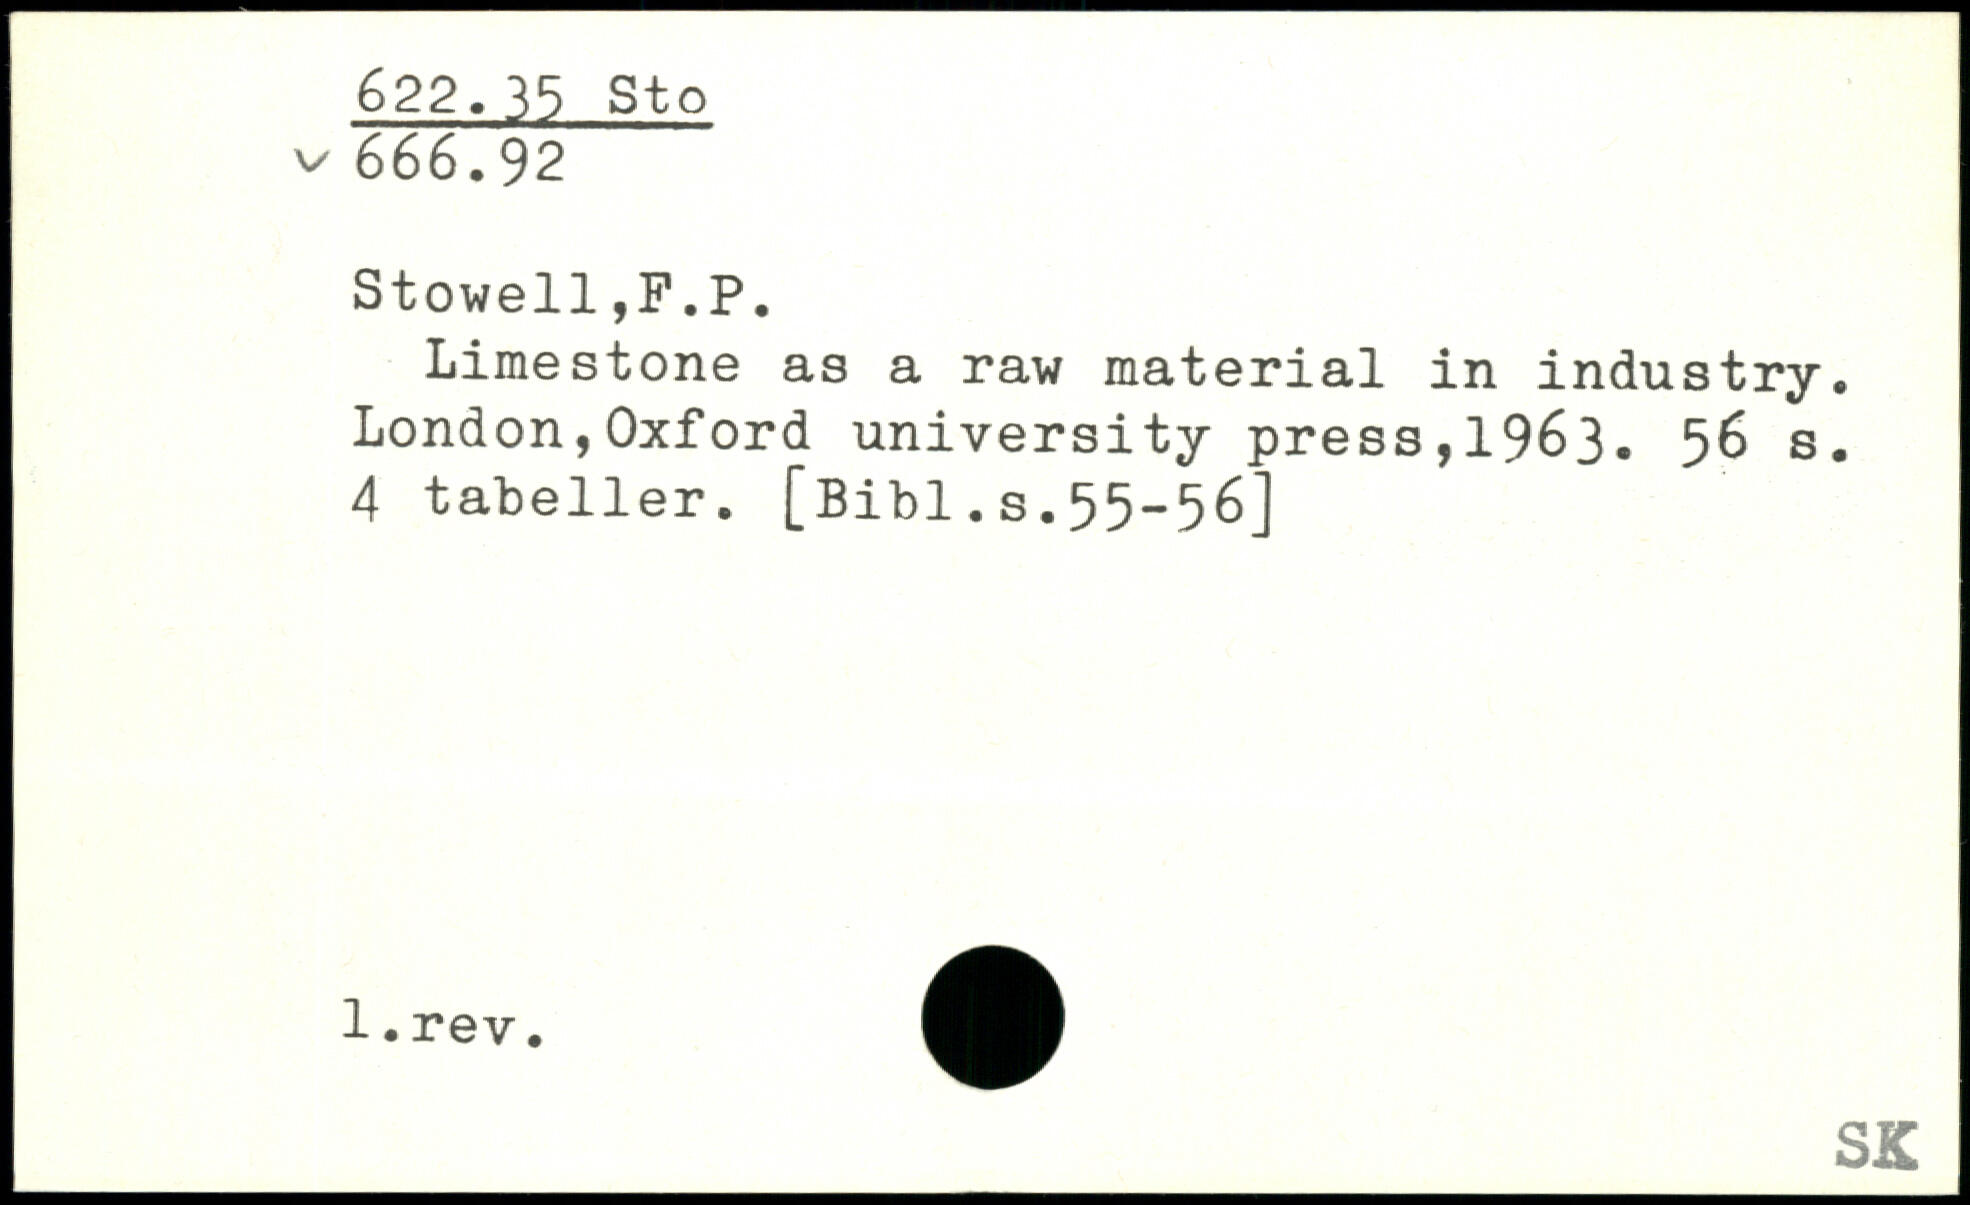 622.35 Sto
✓ 666.92
Stowell,F.P.
Limestone as a raw material in industry.
London,Oxford university press,1963. 56 s.
4 tabeller. [Bibl.s.55-56]
1.rev.
SK